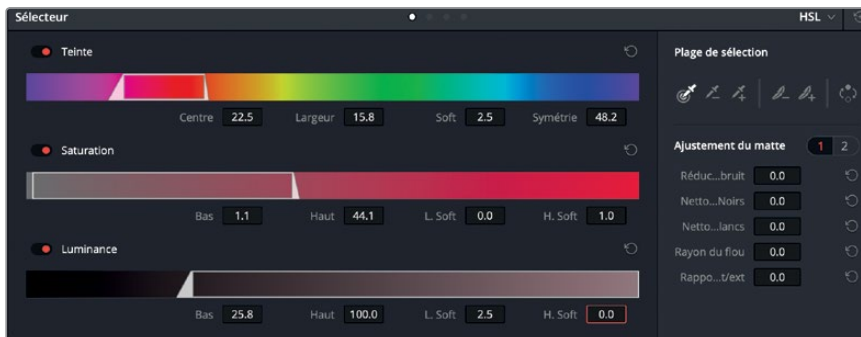 Sélecteur HSL
Teinte
Centre 22.5 Largeur 15.8 Soft 2.5 Symétrie 48.2
Saturation
Bas 1.1 Haut 44.1 L. Soft 0.0 H. Soft 1.0
Luminance
Bas 25.8 Haut 100.0 L. Soft 2.5 H. Soft 0.0
Plage de sélection
Ajustement du matte 1 2
Réduc...bruit 0.0
Netto...Noirs 0.0
Netto...lancs 0.0
Rayon du flou 0.0
Rappo...t/ext 0.0